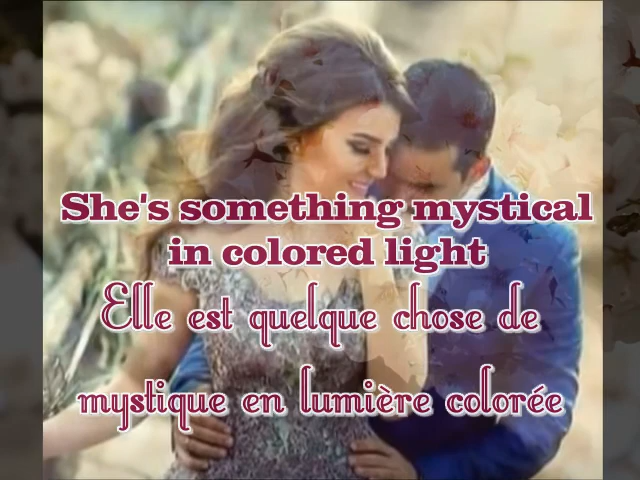 She's something mystical
in colored light
Elle est quelque chose de
mystique en lumière colorée